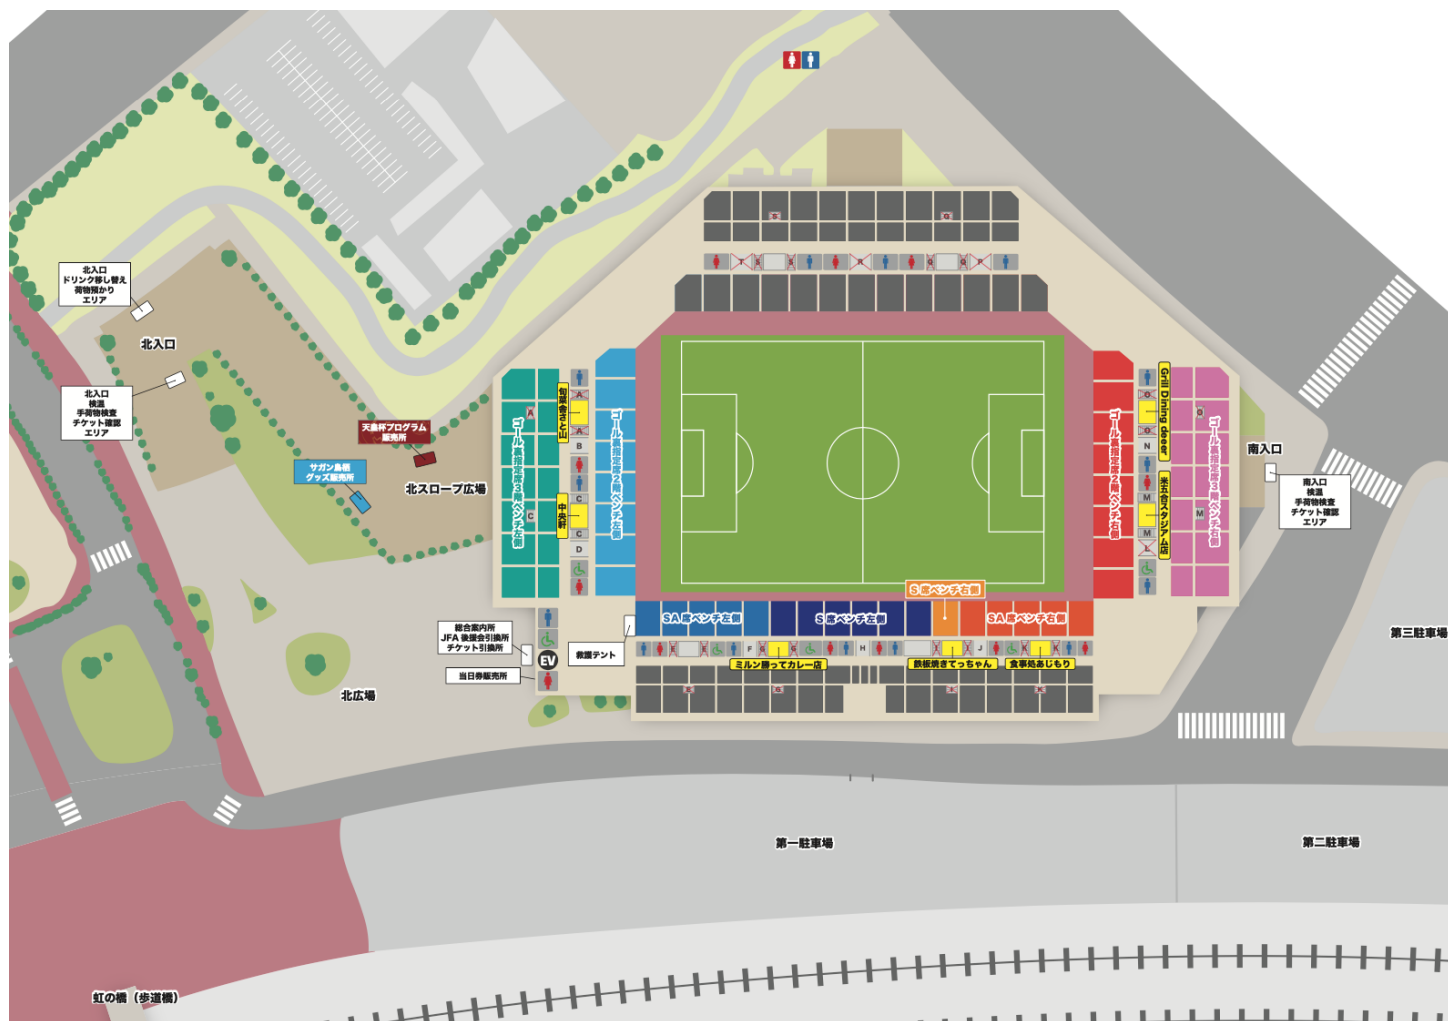 北入口
ドリンク移し替え
荷物預かり
エリア
北入口
北入口
検温
手荷物検査
チケット確認
エリア
天皇杯プログラム
販売所
サガン鳥栖
グッズ販売所
北スロープ広場
S
G
T
S
S
R
Q
Q
P
ゴール裏指定席3階ベンチ左側
A
C
旬菜舎さと山
中央軒
A
A
B
C
C
D
ゴール裏指定席2階ベンチ左側
ゴール裏指定席2階ベンチ右側
O
O
N
M
M
L
Grill Dining deeer
米五合スタジアム店
ゴール裏指定席3階ベンチ右側
O
M
南入口
南入口
検温
手荷物検査
チケット確認
エリア
S席ベンチ右側
SA席ベンチ左側
S席ベンチ左側
SA席ベンチ右側
総合案内所
JFA後援会引換所
チケット引換所
EV
当日券販売所
救護テント
E
E
F
G
G
H
I
I
J
K
K
ミルン勝ってカレー店
鉄板焼きてっちゃん
食事処あじもり
E
G
I
K
北広場
第三駐車場
第一駐車場
第二駐車場
虹の橋(歩道橋)